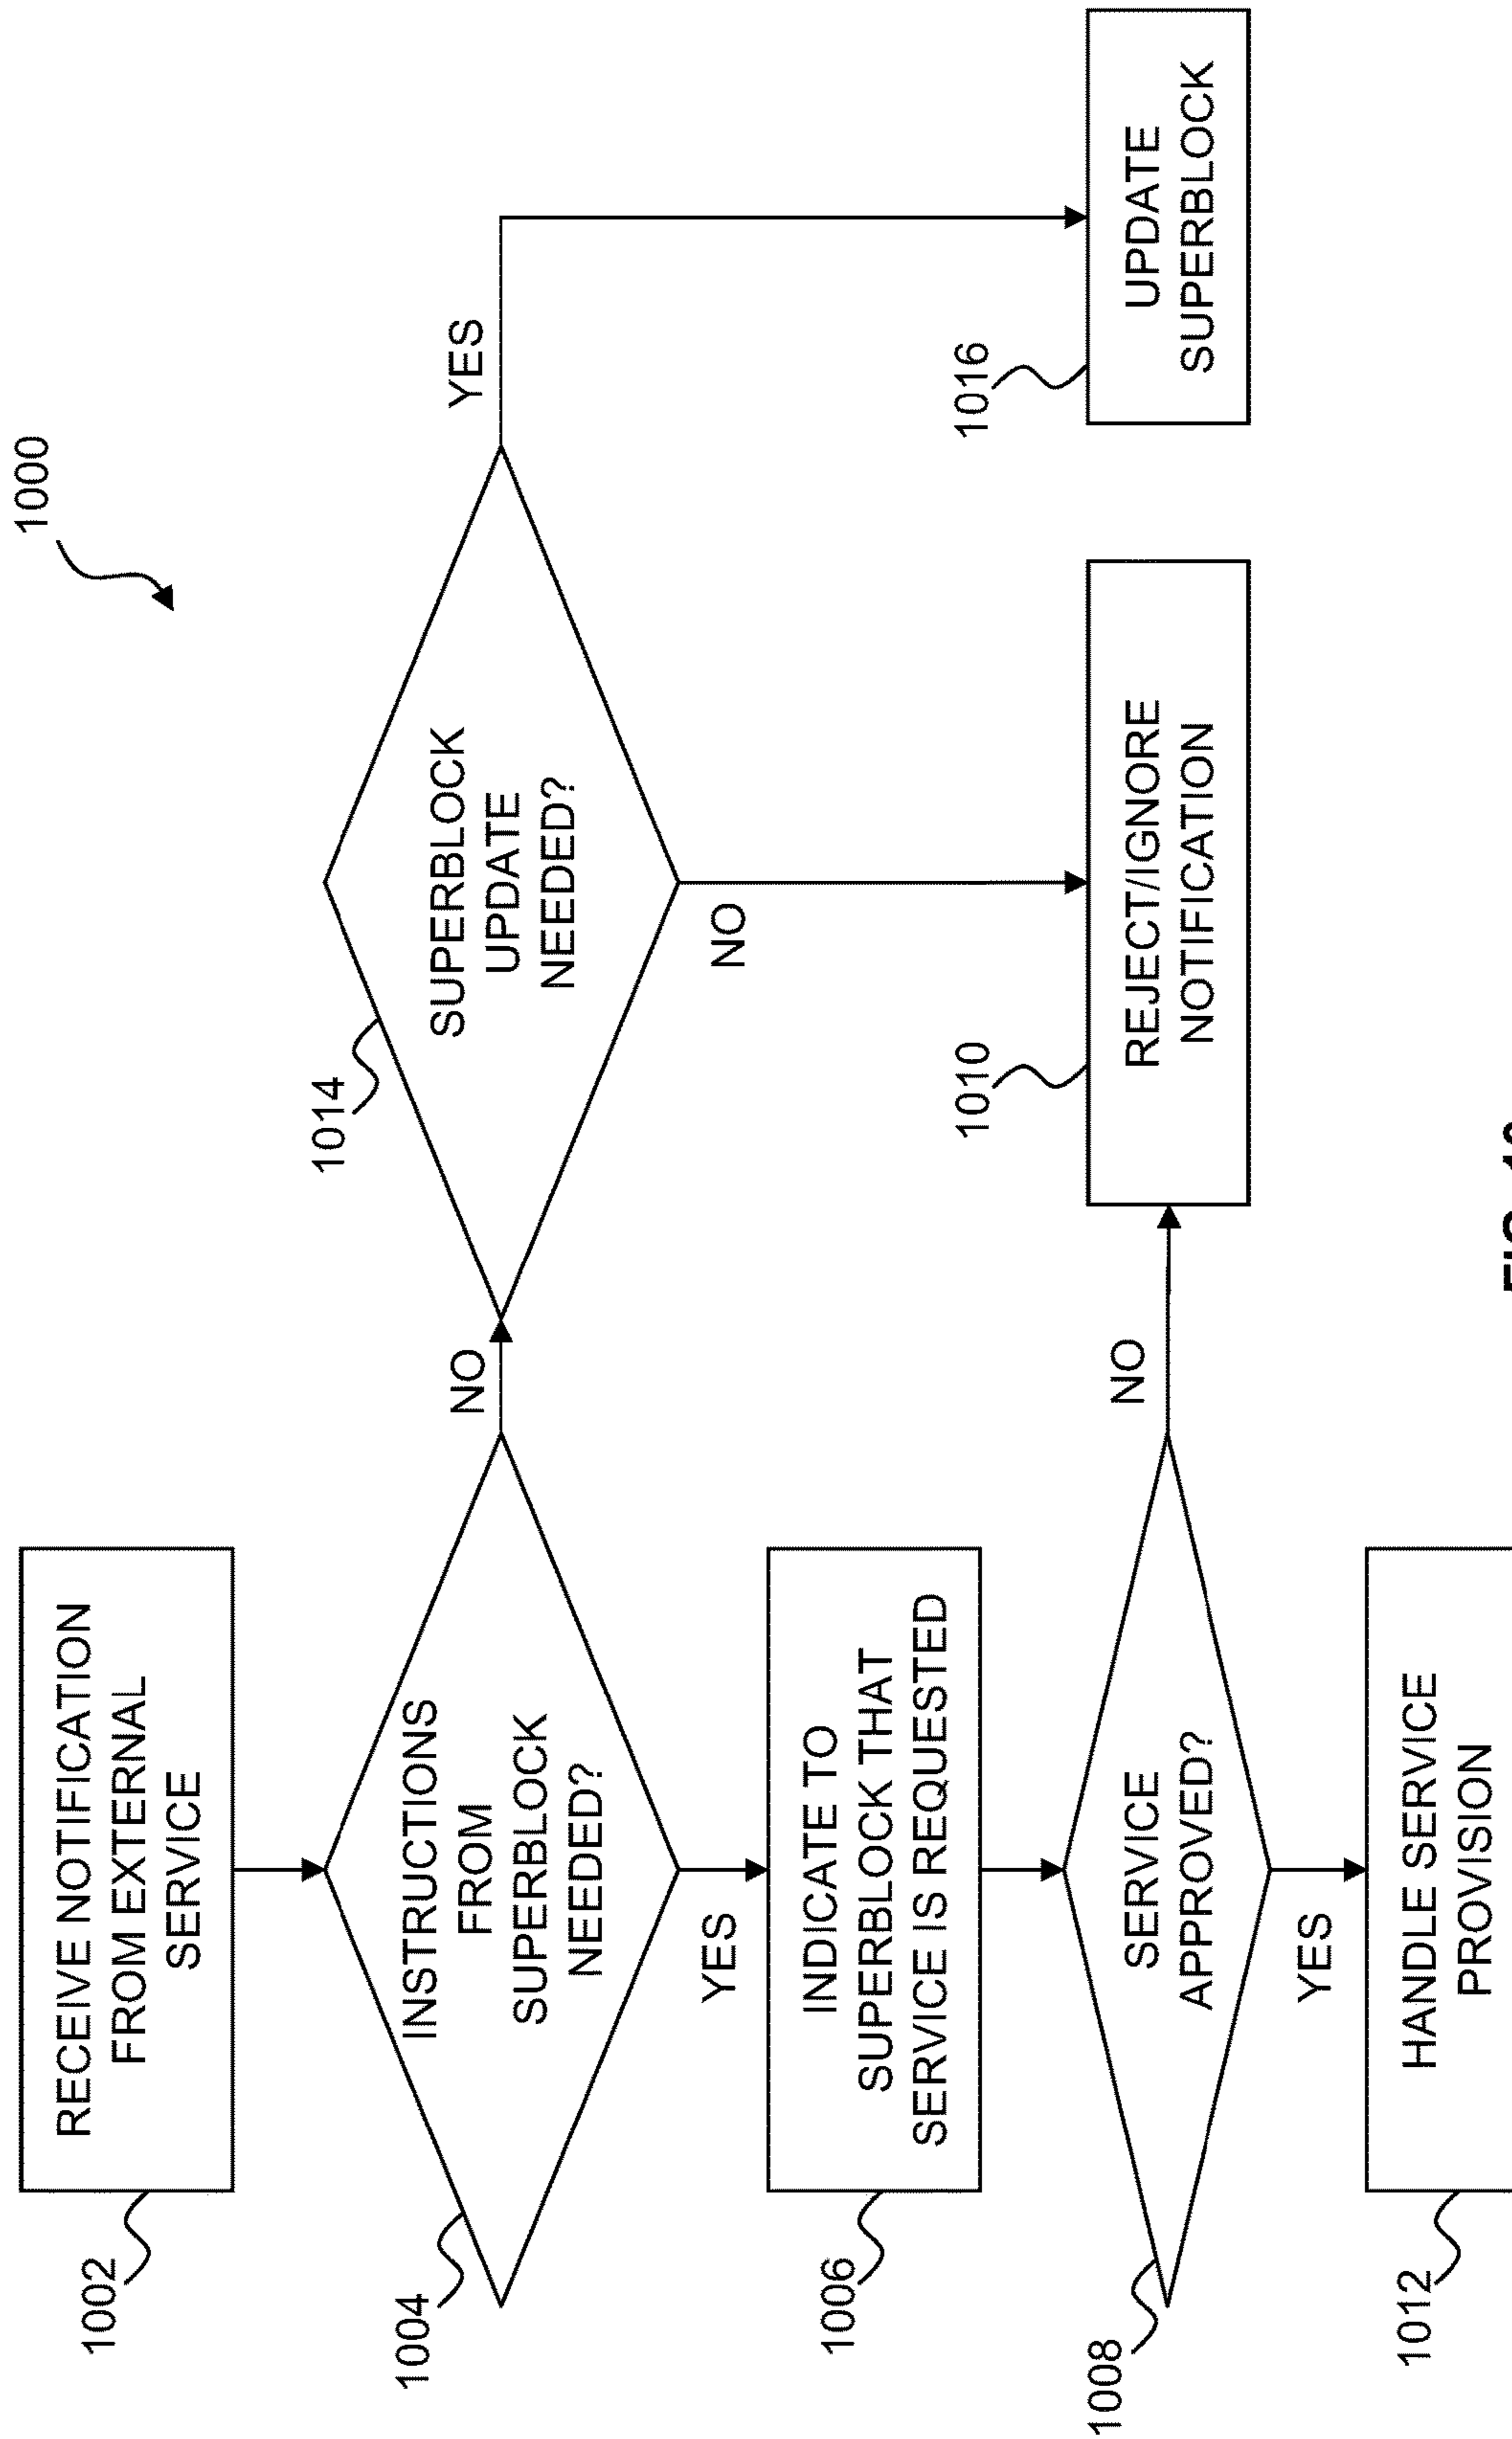 1000
1002
RECEIVE NOTIFICATION
FROM EXTERNAL
SERVICE
1004
INSTRUCTIONS
FROM
SUPERBLOCK
NEEDED?
NO
YES
1014
SUPERBLOCK
UPDATE
NEEDED?
YES
NO
1006
INDICATE TO
SUPERBLOCK THAT
SERVICE IS REQUESTED
1008
SERVICE
APPROVED?
NO
YES
1010
REJECT/IGNORE
NOTIFICATION
1016
UPDATE
SUPERBLOCK
1012
HANDLE SERVICE
PROVISION